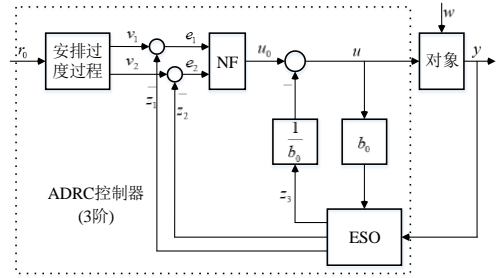 r₀
安排过
度过程
v₁
v₂
e₁
e₂
NF
u₀
u
w
对象
y
z₁
z₂
1
b₀
b₀
z₃
ADRC控制器
(3阶)
ESO